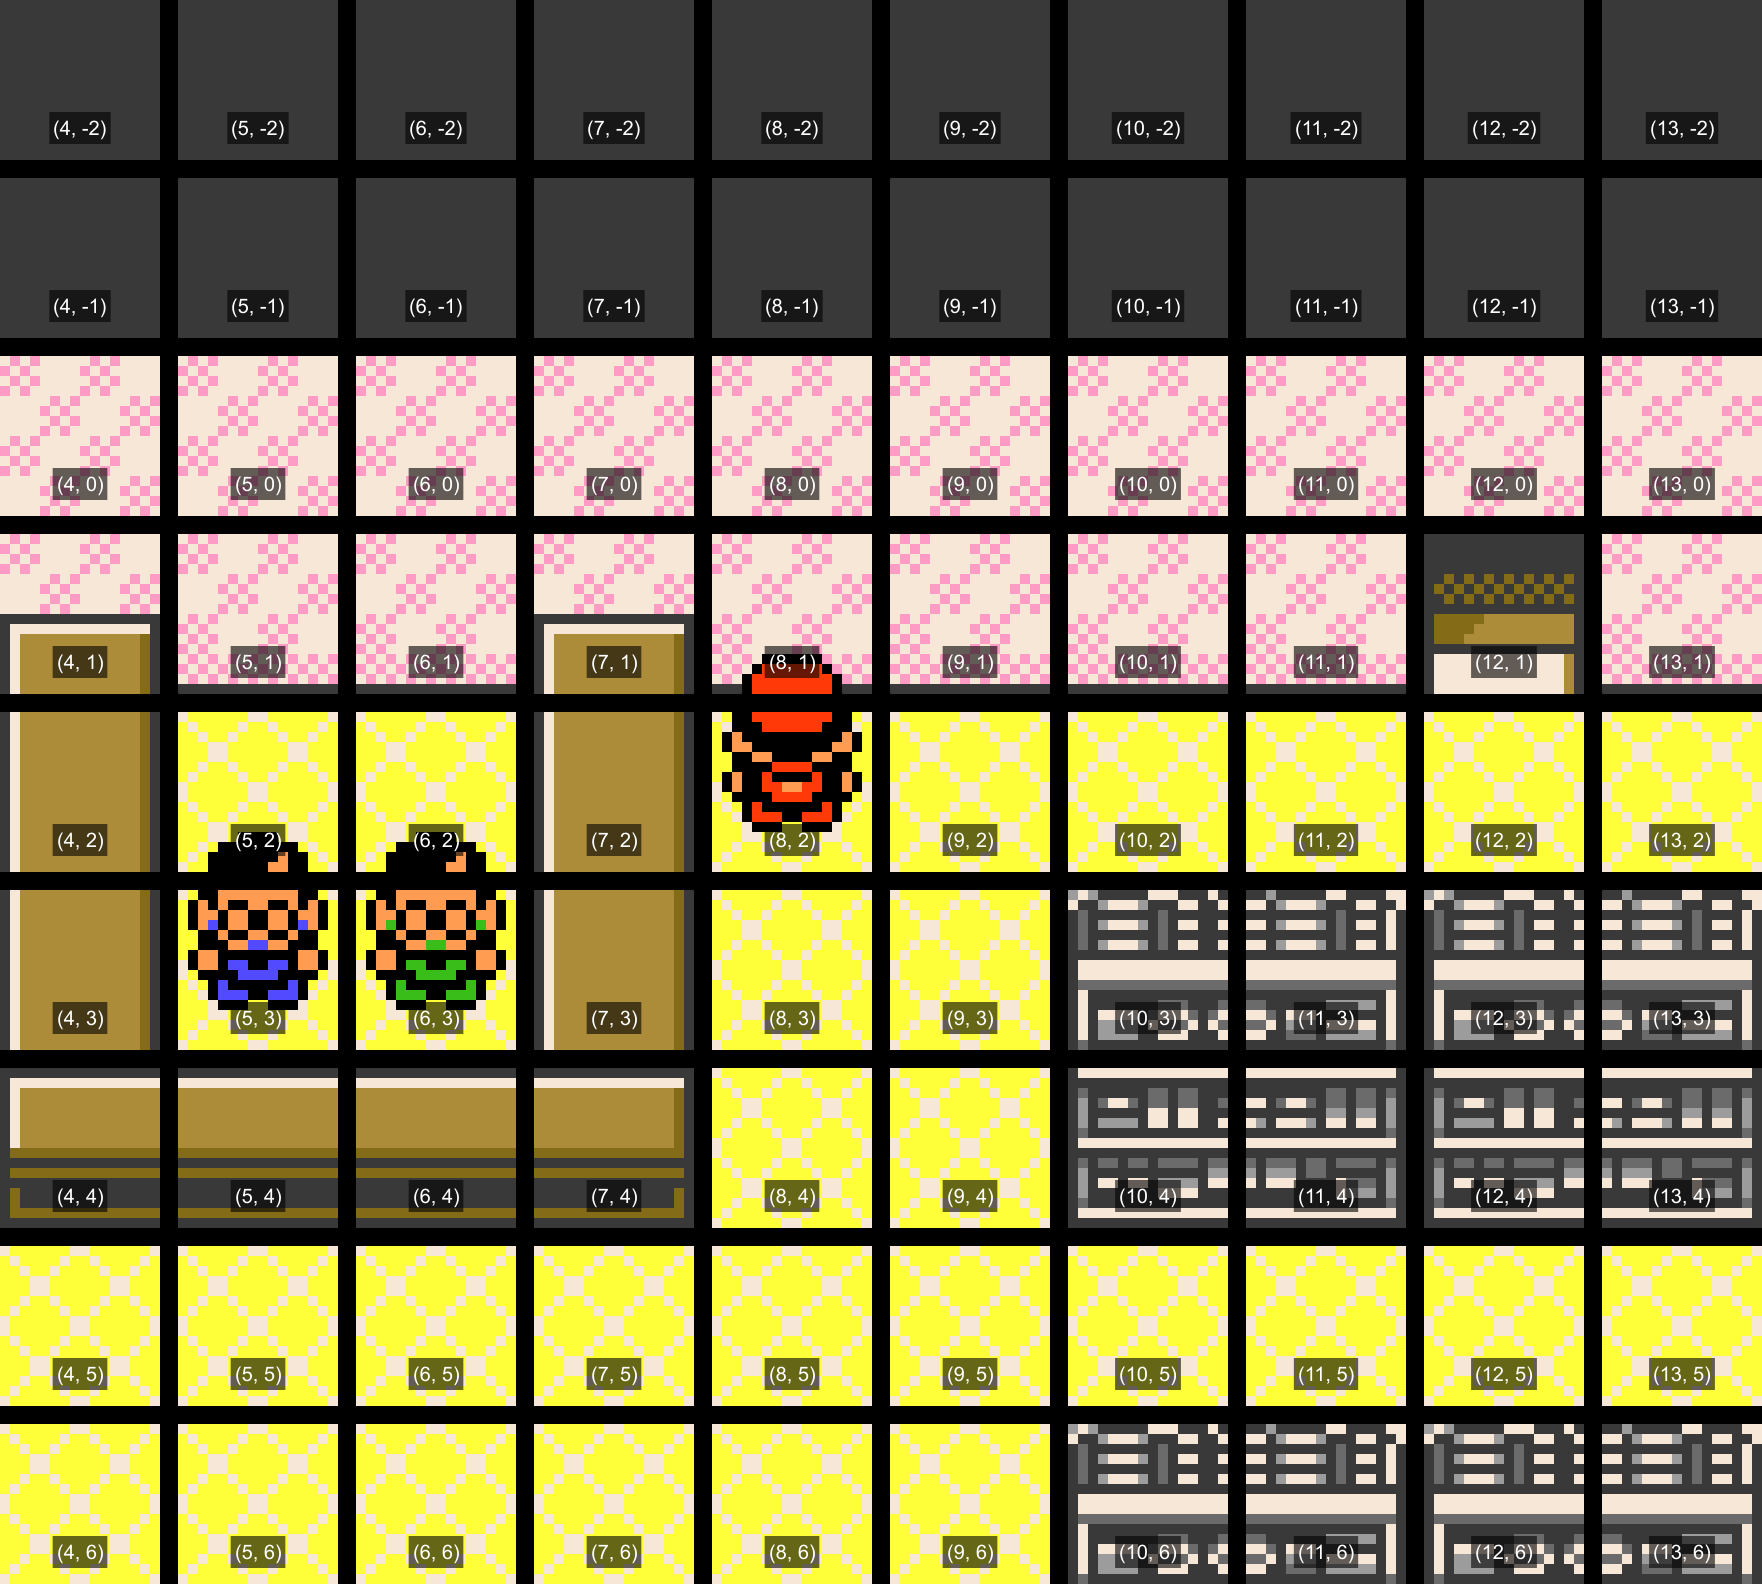 (4, -2) (5, -2) (6, -2) (7, -2) (8, -2) (9, -2) (10, -2) (11, -2) (12, -2) (13, -2)
(4, -1) (5, -1) (6, -1) (7, -1) (8, -1) (9, -1) (10, -1) (11, -1) (12, -1) (13, -1)
(4, 0) (5, 0) (6, 0) (7, 0) (8, 0) (9, 0) (10, 0) (11, 0) (12, 0) (13, 0)
(4, 1) (5, 1) (6, 1) (7, 1) (8, 1) (9, 1) (10, 1) (11, 1) (12, 1) (13, 1)
(4, 2) (5, 2) (6, 2) (7, 2) (8, 2) (9, 2) (10, 2) (11, 2) (12, 2) (13, 2)
(4, 3) (5, 3) (6, 3) (7, 3) (8, 3) (9, 3) (10, 3) (11, 3) (12, 3) (13, 3)
(4, 4) (5, 4) (6, 4) (7, 4) (8, 4) (9, 4) (10, 4) (11, 4) (12, 4) (13, 4)
(4, 5) (5, 5) (6, 5) (7, 5) (8, 5) (9, 5) (10, 5) (11, 5) (12, 5) (13, 5)
(4, 6) (5, 6) (6, 6) (7, 6) (8, 6) (9, 6) (10, 6) (11, 6) (12, 6) (13, 6)